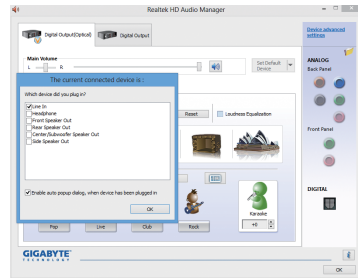 Realtek HD Audio Manager
Digital Output(Optical)
Digital Output
Device advanced
settings
Main Volume
L
R
Set Default
Device
ANALOG
Back Panel
The current connected device is :
Which device did you plug in?
Line In
Headphone
Front Speaker Out
Rear Speaker Out
Center/Subwoofer Speaker Out
Side Speaker Out
Reset
Loudness Equalization
Front Panel
Enable auto popup dialog, when device has been plugged in
OK
DIGITAL
Karaoke
Pop
Live
Club
Rock
+0
GIGABYTE
TECHNOLOGY
OK